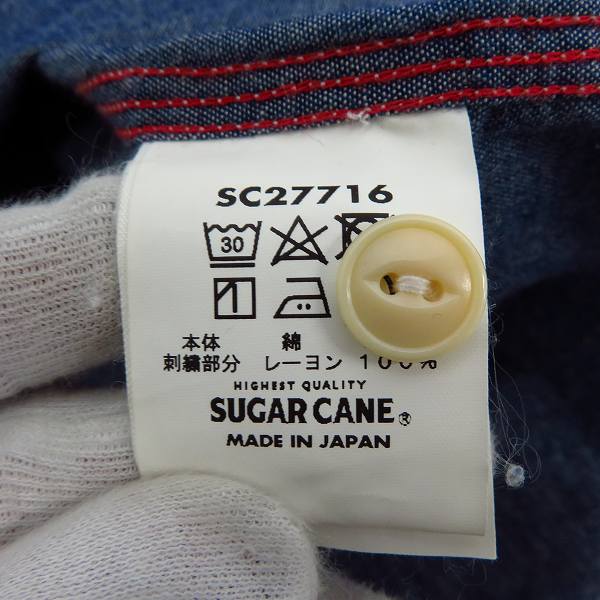 SC27716
30
本体 綿
刺繍部分 レーヨン 100%
HIGHEST QUALITY
SUGAR CANE®
MADE IN JAPAN